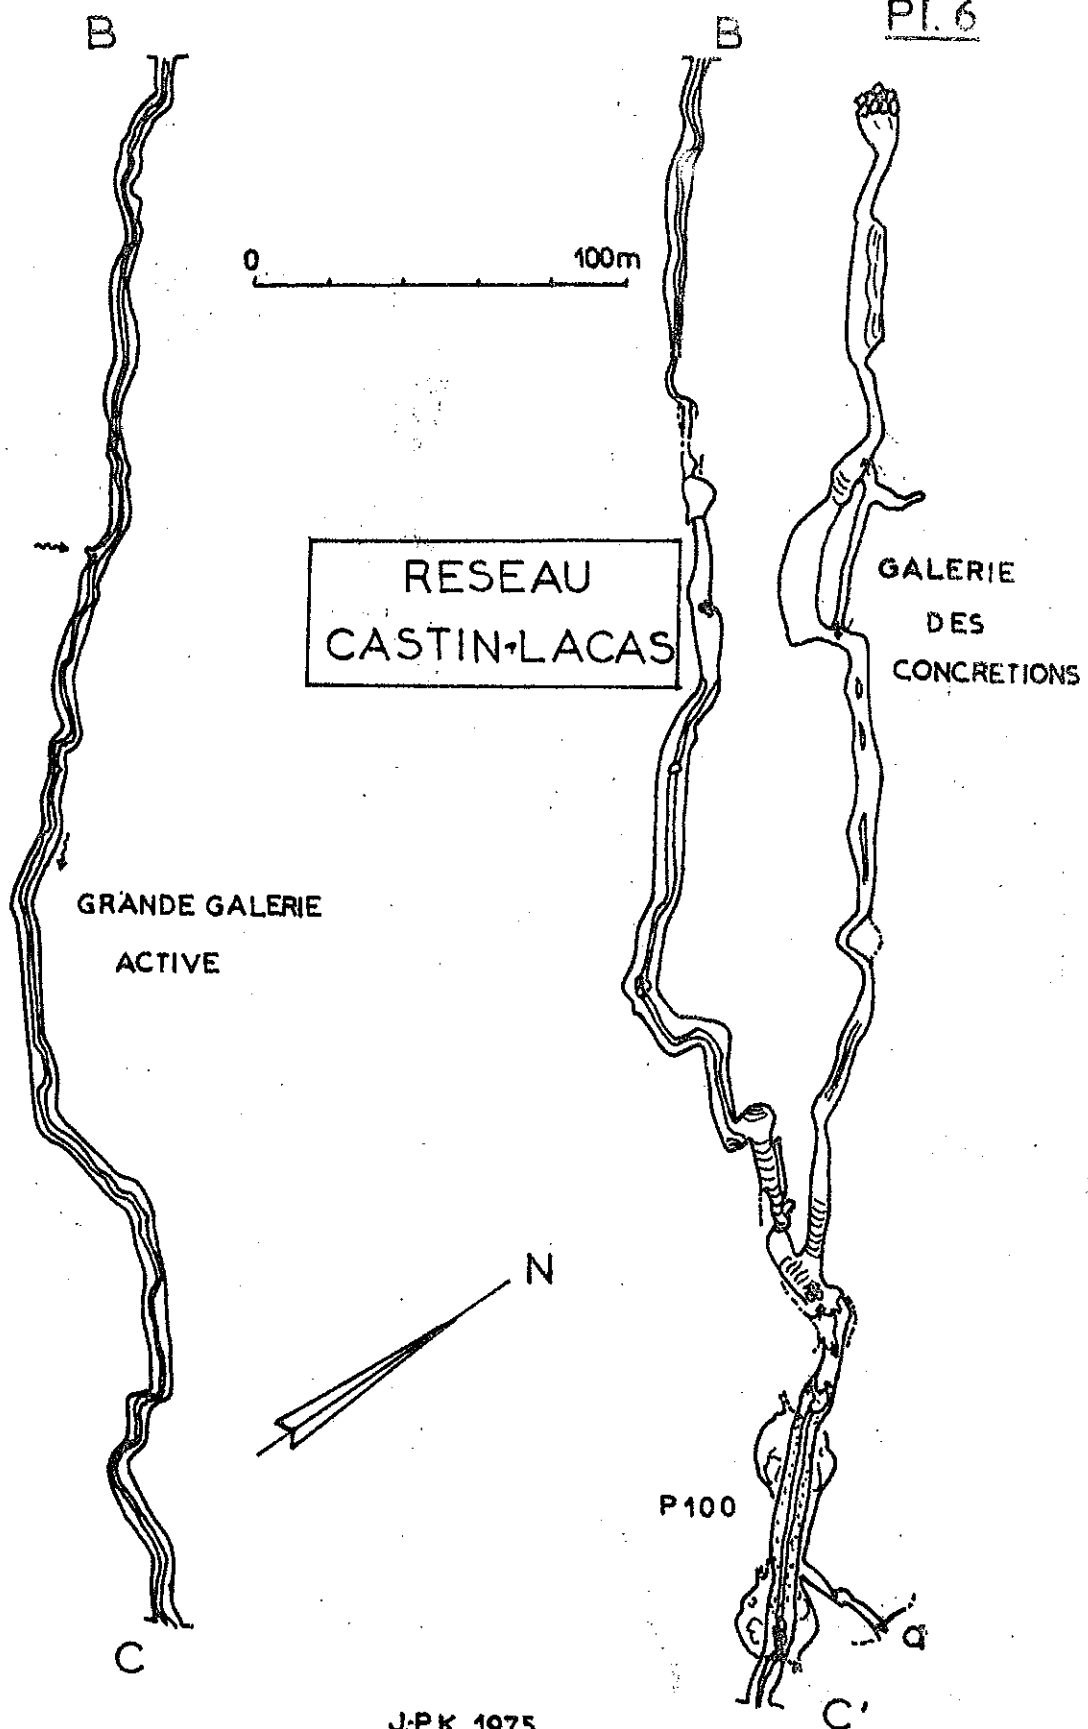 B
B
Pl. 6
0 100m
RESEAU
CASTIN-LACAS
GALERIE
DES
CONCRETIONS
GRANDE GALERIE
ACTIVE
N
P100
a
C
C'
J.P.K. 1975